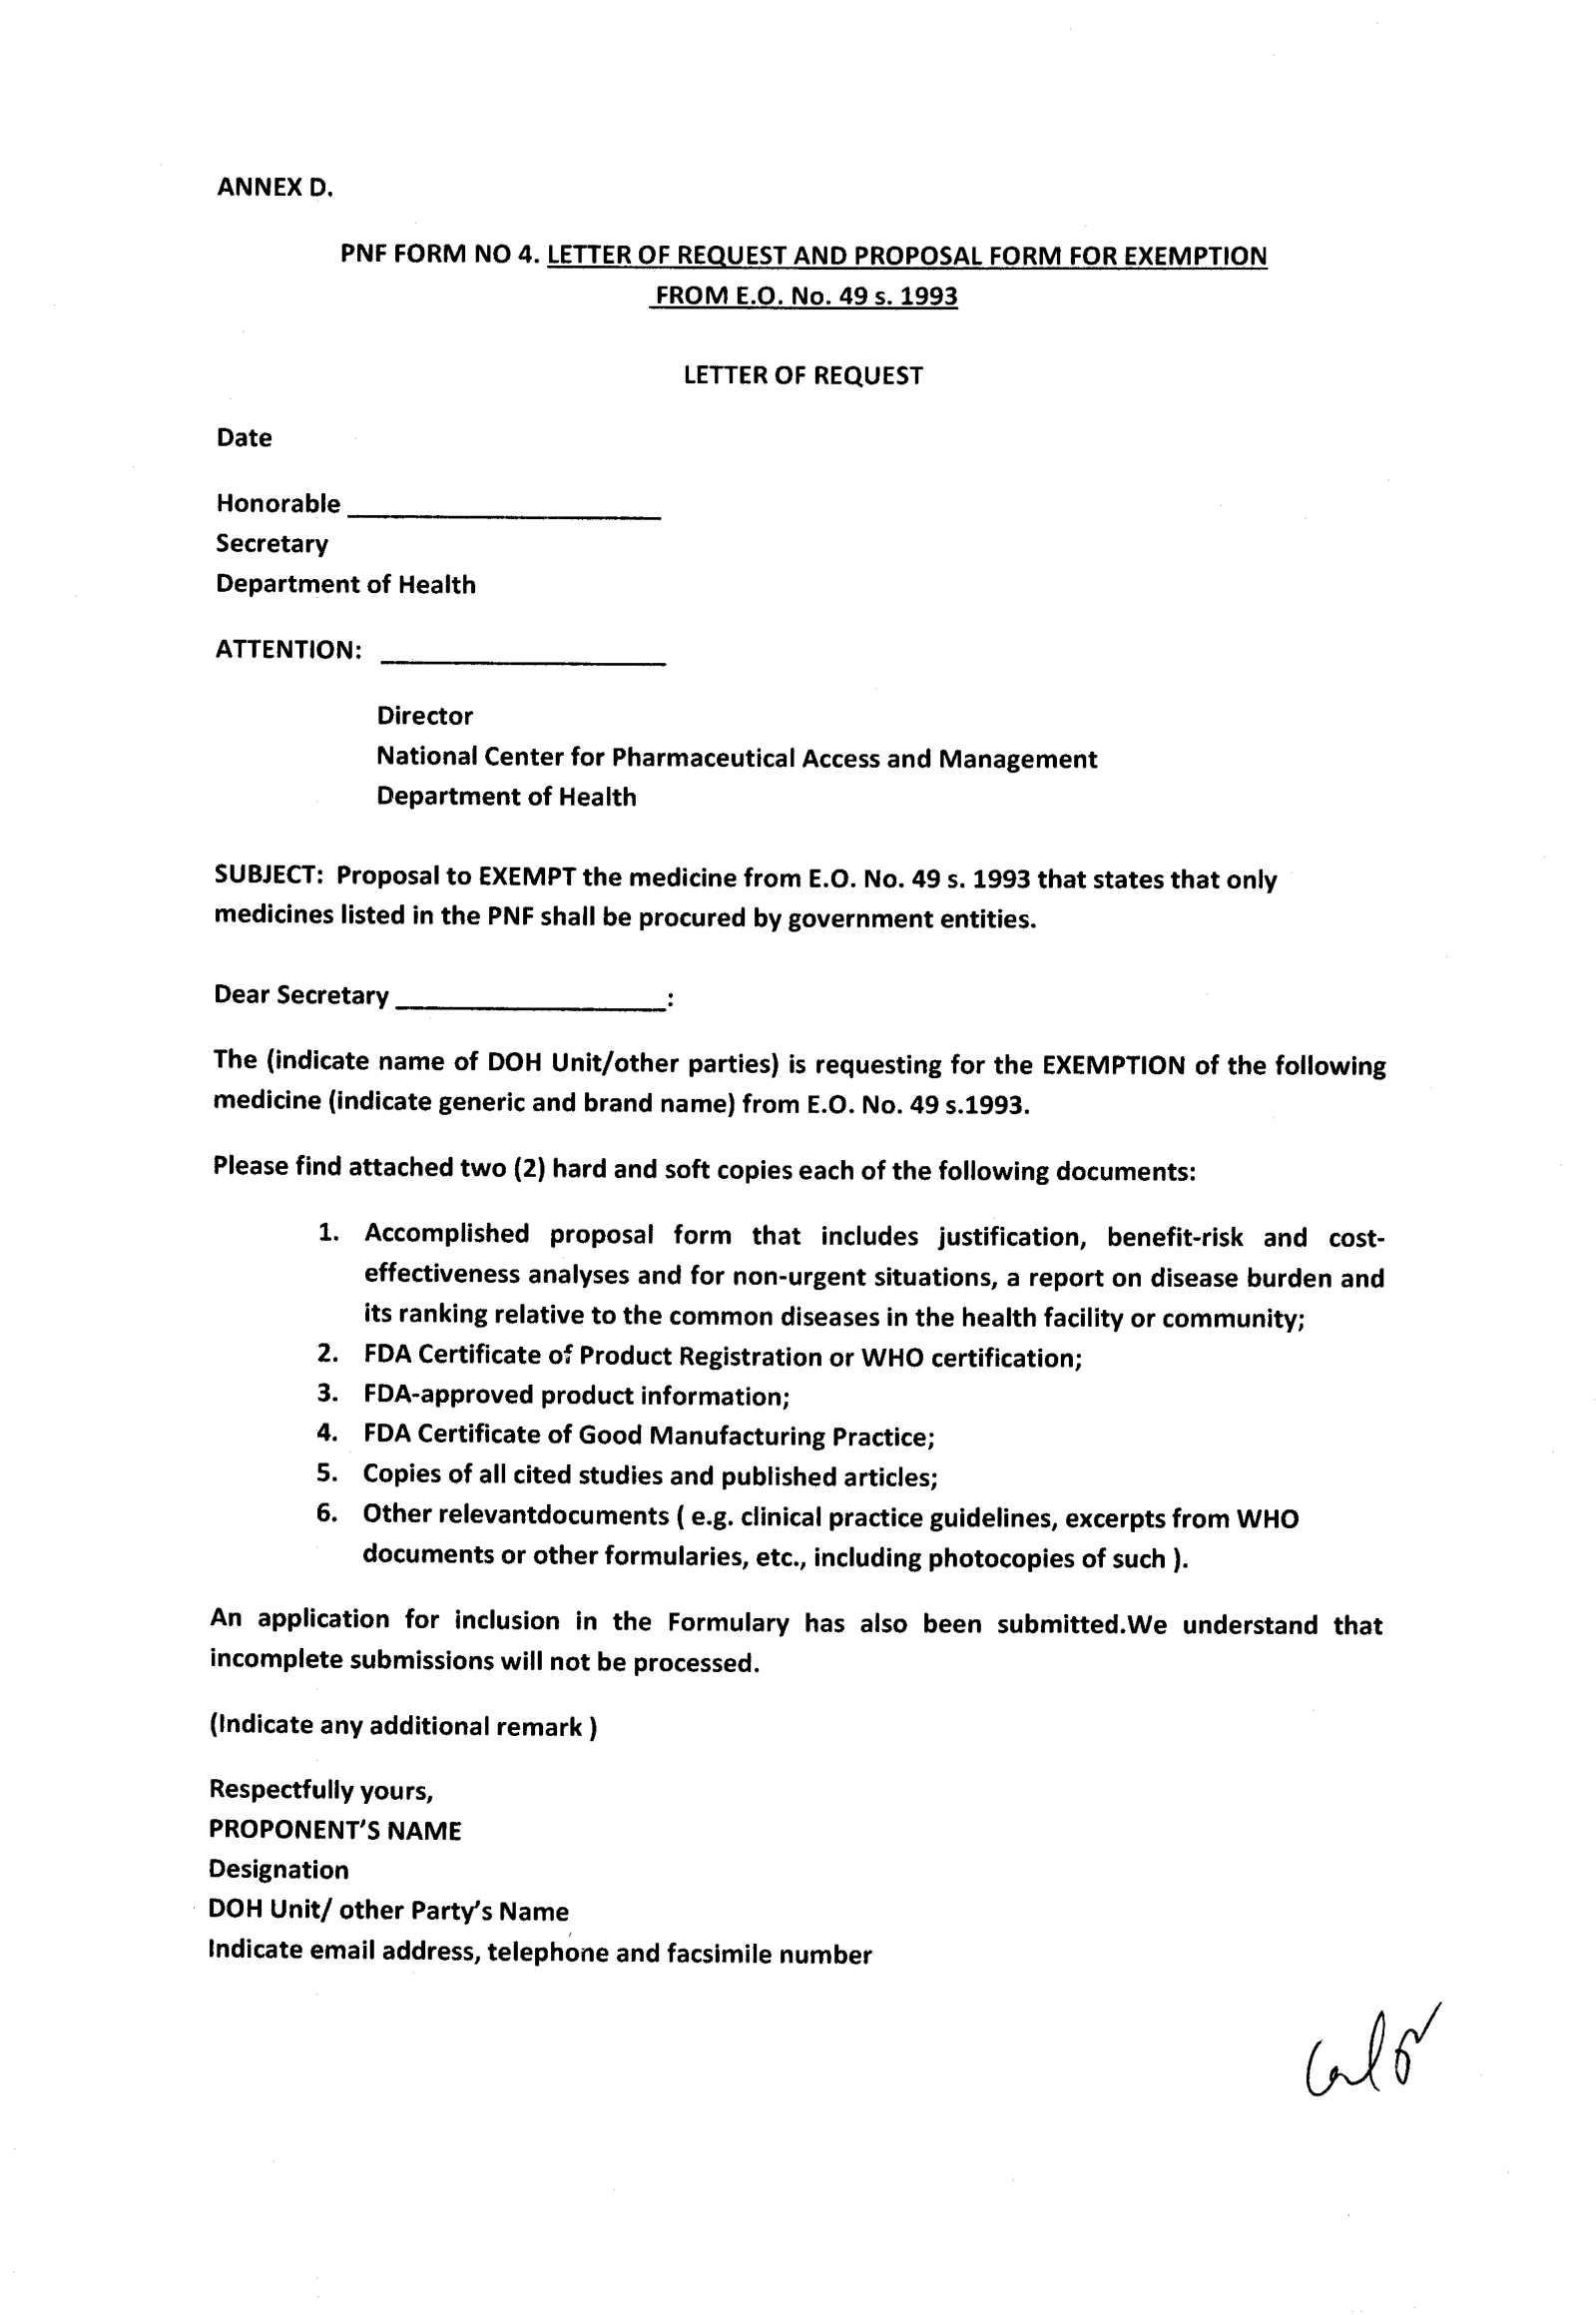 ANNEX D.
PNF FORM NO 4. LETTER OF REQUEST AND PROPOSAL FORM FOR EXEMPTION
FROM E.O. No. 49 s. 1993
LETTER OF REQUEST
Date
Honorable ____________________
Secretary
Department of Health
ATTENTION: ____________________
Director
National Center for Pharmaceutical Access and Management
Department of Health
SUBJECT: Proposal to EXEMPT the medicine from E.O. No. 49 s. 1993 that states that only
medicines listed in the PNF shall be procured by government entities.
Dear Secretary ____________________:
The (indicate name of DOH Unit/other parties) is requesting for the EXEMPTION of the following
medicine (indicate generic and brand name) from E.O. No. 49 s.1993.
Please find attached two (2) hard and soft copies each of the following documents:
1. Accomplished proposal form that includes justification, benefit-risk and cost-
effectiveness analyses and for non-urgent situations, a report on disease burden and
its ranking relative to the common diseases in the health facility or community;
2. FDA Certificate of Product Registration or WHO certification;
3. FDA-approved product information;
4. FDA Certificate of Good Manufacturing Practice;
5. Copies of all cited studies and published articles;
6. Other relevantdocuments ( e.g. clinical practice guidelines, excerpts from WHO
documents or other formularies, etc., including photocopies of such ).
An application for inclusion in the Formulary has also been submitted.We understand that
incomplete submissions will not be processed.
(Indicate any additional remark )
Respectfully yours,
PROPONENT'S NAME
Designation
DOH Unit/ other Party's Name
Indicate email address, telephone and facsimile number